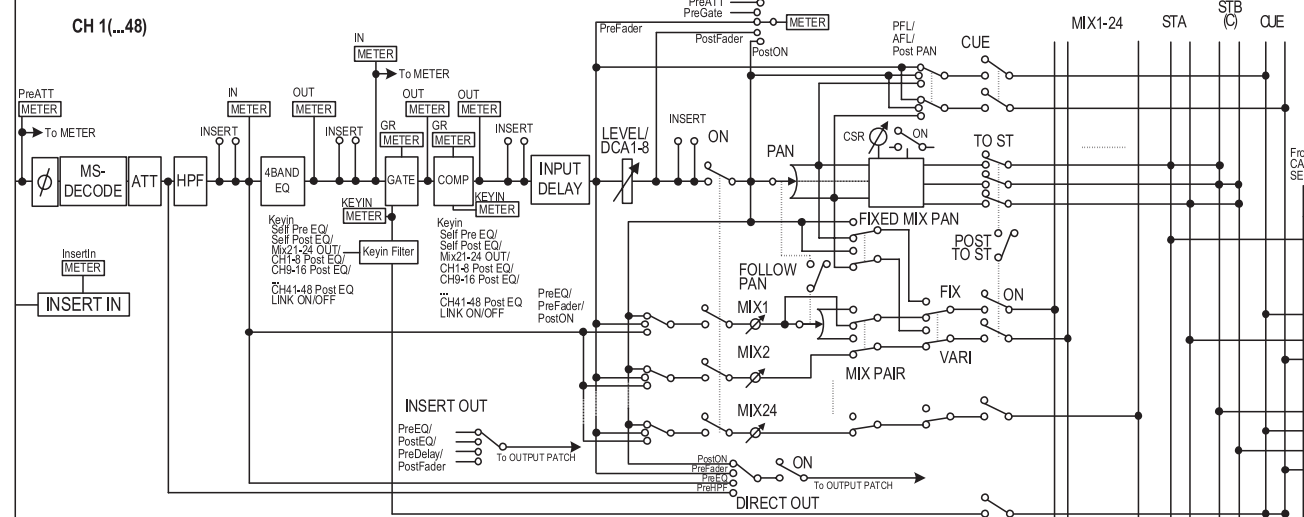 CH 1(...48)
PreATT
PreGate
METER
PreFader
PostFader
PostON
PFL/
AFL/
Post PAN
CUE
MIX1-24
STA
STB
(C)
CUE
IN
METER
To METER
PreATT
METER
To METER
IN
METER
OUT
METER
OUT
METER
OUT
METER
INSERT
INSERT
GR
METER
GR
METER
INSERT
LEVEL/
DCA1-8
INSERT
ON
PAN
CSR
ON
TO ST
ϕ
MS-
DECODE
ATT
HPF
4BAND
EQ
GATE
COMP
INPUT
DELAY
KEYIN
METER
KEYIN
METER
Keyin
Self Pre EQ/
Self Post EQ/
Mix21-24 OUT/
CH1-8 Post EQ/
CH9-16 Post EQ/
...
CH41-48 Post EQ
LINK ON/OFF
Keyin Filter
Keyin
Self Pre EQ/
Self Post EQ/
Mix21-24 OUT/
CH1-8 Post EQ/
CH9-16 Post EQ/
...
CH41-48 Post EQ
LINK ON/OFF
InsertIn
METER
INSERT IN
FIXED MIX PAN
POST
TO ST
FOLLOW
PAN
PreEQ/
PreFader/
PostON
MIX1
FIX
ON
MIX2
VARI
MIX PAIR
MIX24
INSERT OUT
PreEQ/
PostEQ/
PreDelay/
PostFader
To OUTPUT PATCH
PostON
PreFader
PreEQ
PreHPF
ON
To OUTPUT PATCH
DIRECT OUT